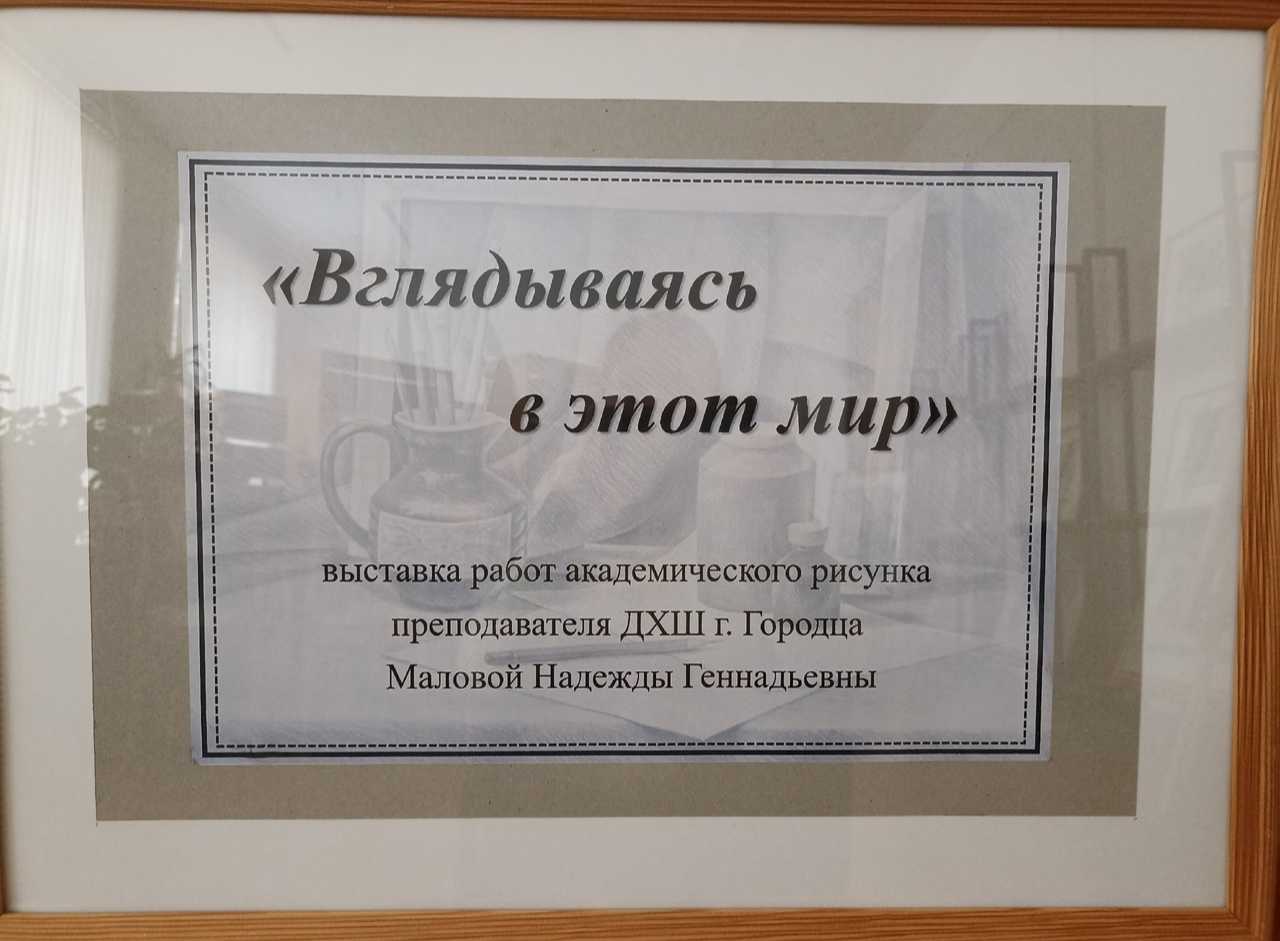 «Вглядываясь
в этот мир»
выставка работ академического рисунка
преподавателя ДХШ г. Городца
Маловой Надежды Геннадьевны